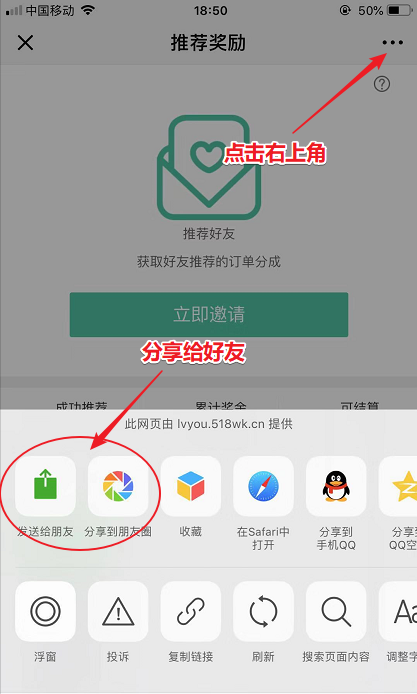 中国移动 18:50 50%
推荐奖励
?
点击右上角
推荐好友
获取好友推荐的订单分成
立即邀请
分享给好友
成功推荐 累计奖金 可结算
此网页由 lvyou.518wk.cn 提供
发送给朋友 分享到朋友圈 收藏 在Safari中 分享到 分享到
打开 手机QQ QQ空
浮窗 投诉 复制链接 刷新 搜索页面内容 调整字